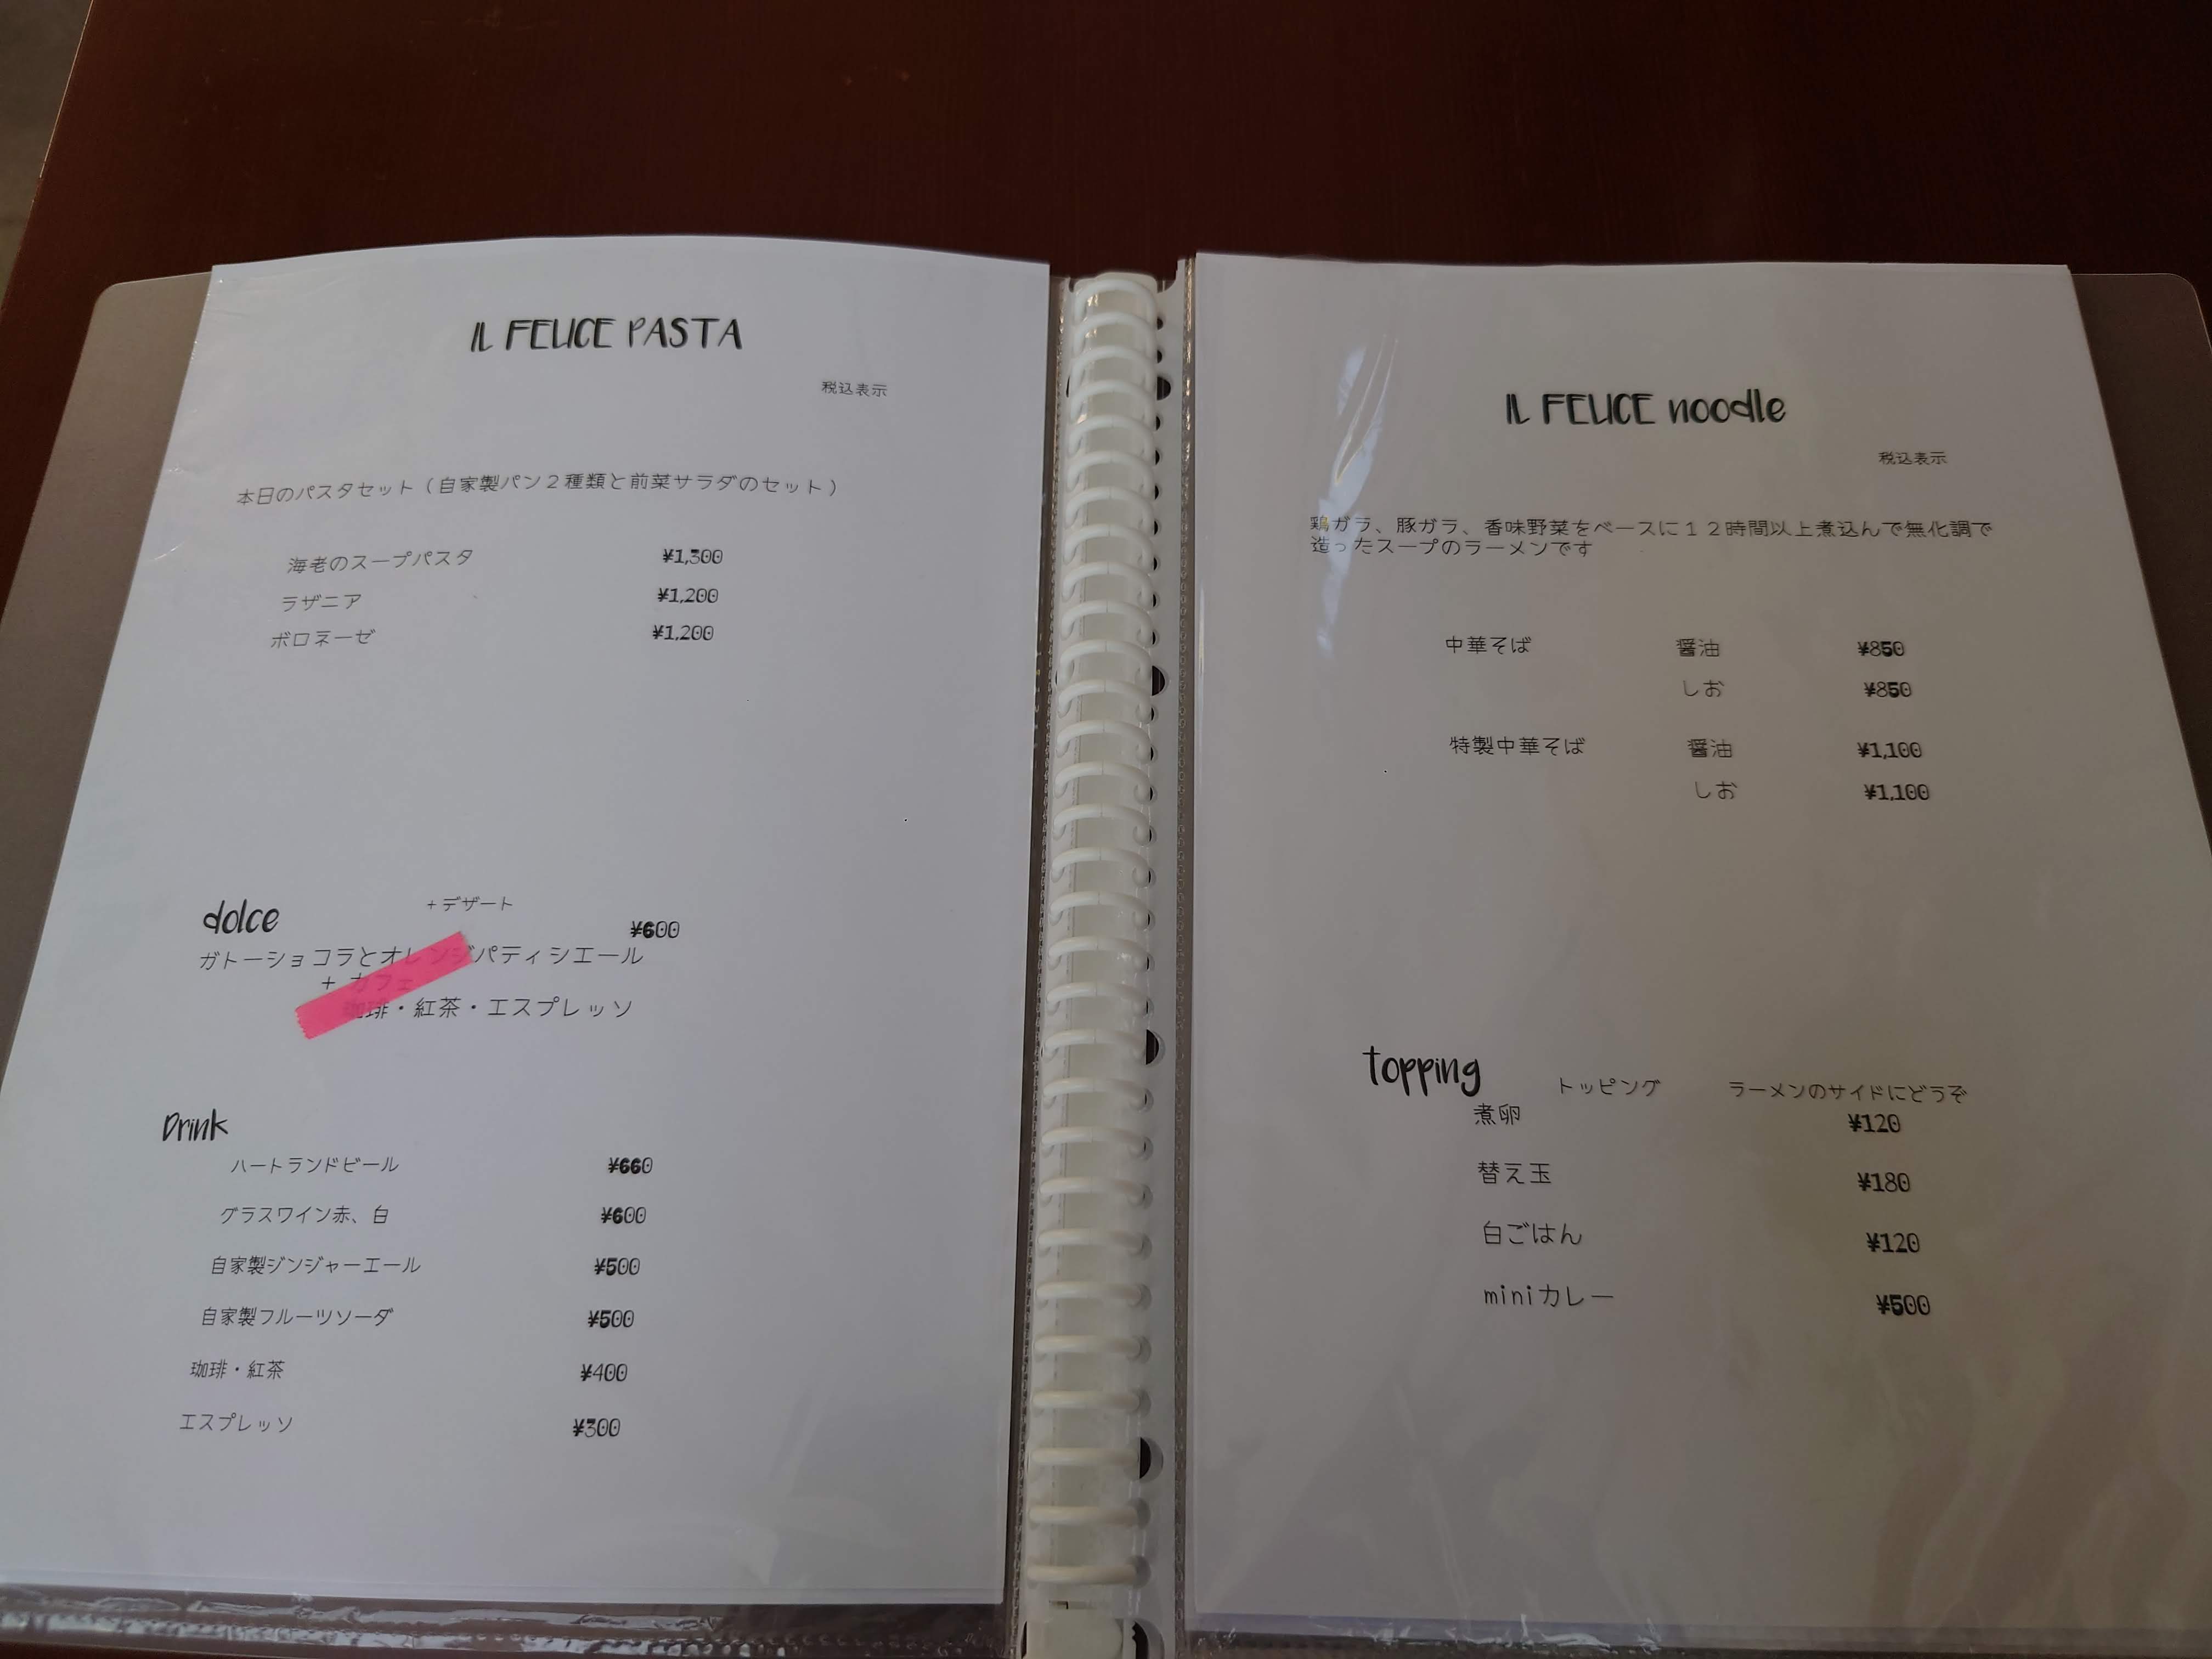 IL FELICE PASTA
税込表示
本日のパスタセット（自家製パン２種類と前菜サラダのセット）
海老のスープパスタ ¥1,300
ラザニア ¥1,200
ボロネーゼ ¥1,200
dolce +デザート ¥600
ガトーショコラとオレンジパティシエール
+ カフェ
珈琲・紅茶・エスプレッソ
Drink
ハートランドビール ¥660
グラスワイン赤、白 ¥600
自家製ジンジャーエール ¥500
自家製フルーツソーダ ¥500
珈琲・紅茶 ¥400
エスプレッソ ¥300
IL FELICE noodle
税込表示
鶏ガラ、豚ガラ、香味野菜をベースに１２時間以上煮込んで無化調で
造ったスープのラーメンです
中華そば 醤油 ¥850
しお ¥850
特製中華そば 醤油 ¥1,100
しお ¥1,100
topping トッピング ラーメンのサイドにどうぞ
煮卵 ¥120
替え玉 ¥180
白ごはん ¥120
miniカレー ¥500